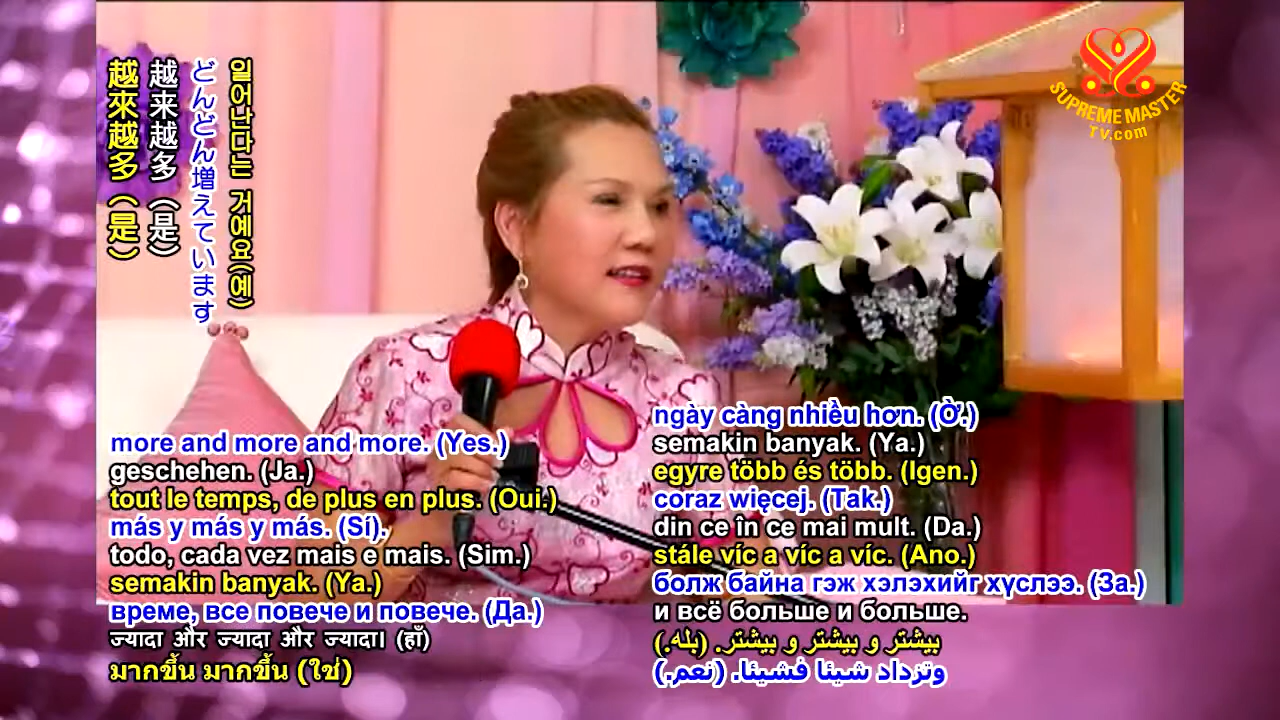 SUPREME MASTER
TV.com
越來越多（是）
越来越多（是）
どんどん増えています
일어난다는 거예요(예)
more and more and more. (Yes.)
geschehen. (Ja.)
tout le temps, de plus en plus. (Oui.)
más y más y más. (Sí).
todo, cada vez mais e mais. (Sim.)
semakin banyak. (Ya.)
време, все повече и повече. (Да.)
ज्यादा और ज्यादा और ज्यादा। (हाँ)
มากขึ้น มากขึ้น (ใช่)
ngày càng nhiều hơn. (Ờ.)
semakin banyak. (Ya.)
egyre több és több. (Igen.)
coraz więcej. (Tak.)
din ce în ce mai mult. (Da.)
stále víc a víc a víc. (Ano.)
болж байна гэж хэлэхийг хүслээ. (За.)
и всё больше и больше.
بیشتر و بیشتر و بیشتر. (بله.)
وتزداد شيئا فشيئا. (نعم.)